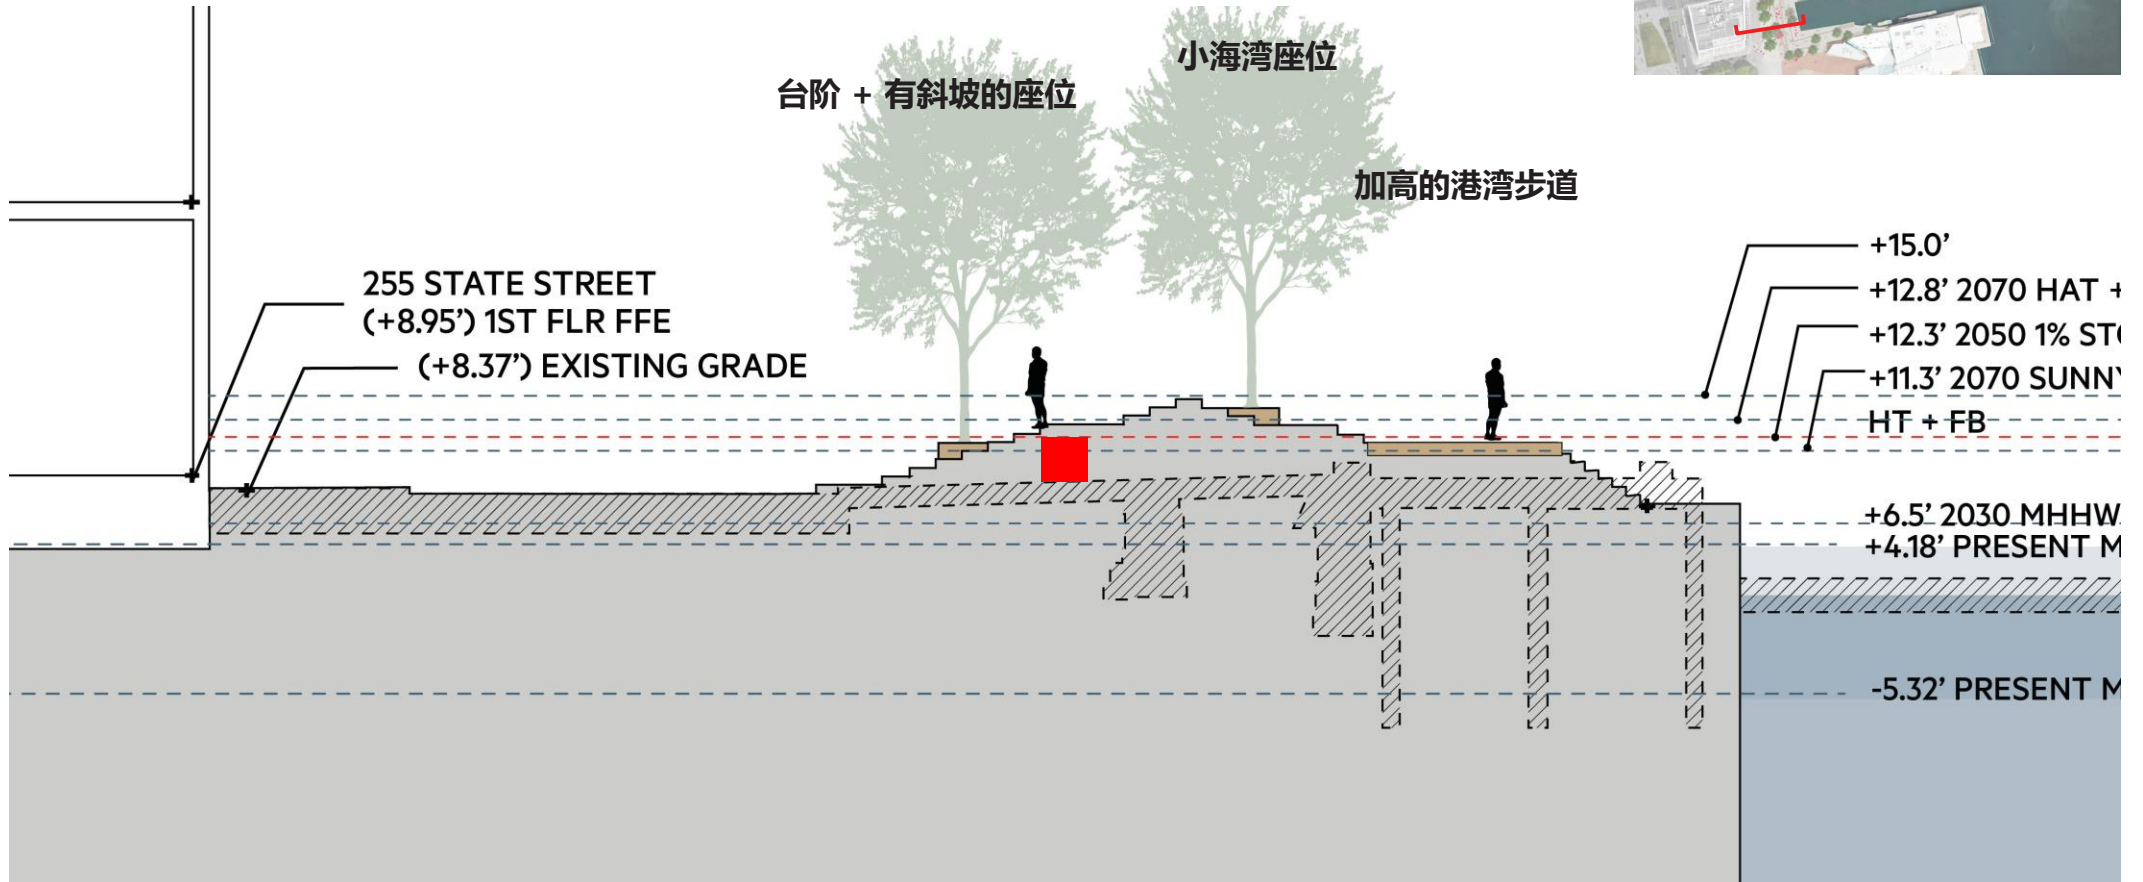 小海湾座位
台阶 + 有斜坡的座位
加高的港湾步道
255 STATE STREET
(+8.95’) 1ST FLR FFE
(+8.37’) EXISTING GRADE
+15.0’
+12.8’ 2070 HAT +
+12.3’ 2050 1%
+11.3’ 2070 SUNNY
HT + FB
+6.5’ 2030 MHHW
+4.18’ PRESENT
-5.32’ PRESENT